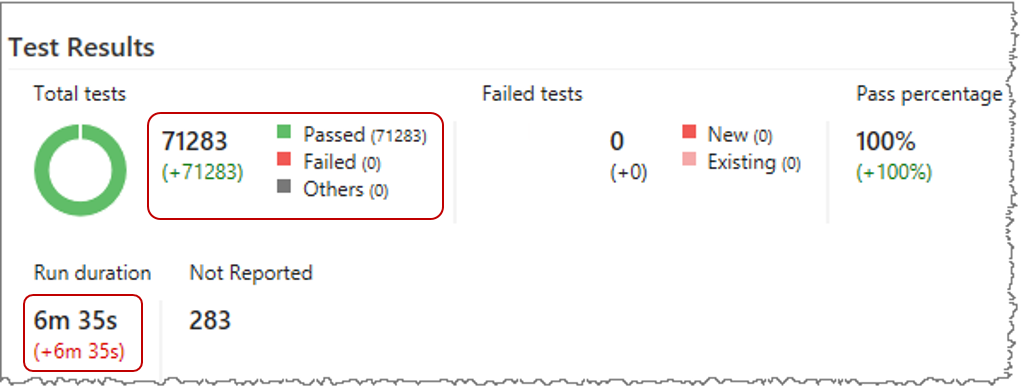 Test Results
Total tests
71283
(+71283)
Passed (71283)
Failed (0)
Others (0)
Failed tests
0
(+0)
New (0)
Existing (0)
Pass percentage
100%
(+100%)
Run duration
6m 35s
(+6m 35s)
Not Reported
283